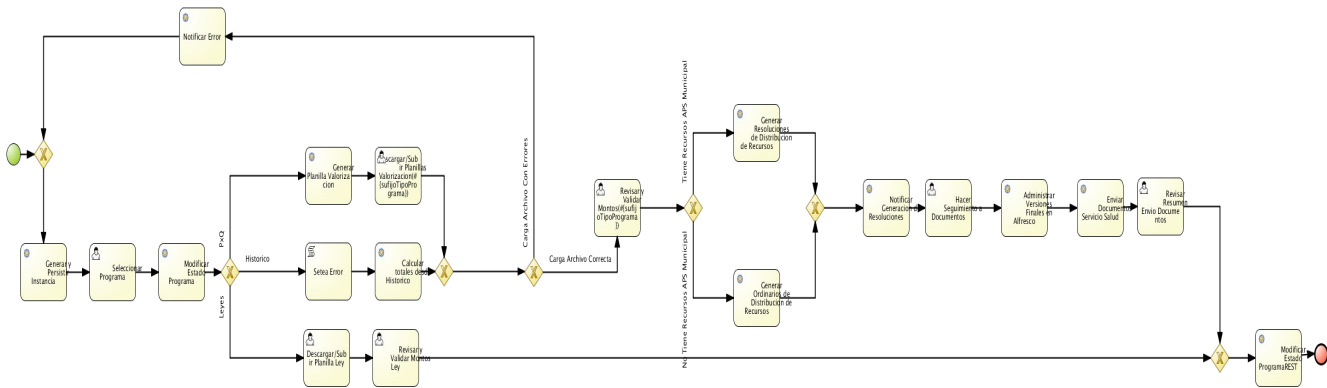 Notificar Error
Generar y
Persistir
Instancia
Seleccionar
Programa
Modificar
Estado
Programa
PxQ
Historico
Leyes
Generar
Planilla Valoriza
cion
Descargar/Sub
ir Planillas
Valorizacion(#
{sufijoTipoPro
grama})
Setea Error
Calcular
totales desde
Historico
Descargar/Sub
ir Planilla Ley
Revisar y
Validar Montos
Ley
Carga Archivo Con Errores
Carga Archivo Correcta
Revisar y
Validar
Montos(#{sufij
oTipoPrograma
})
Tiene Recursos APS Municipal
No Tiene Recursos APS Municipal
Generar
Resoluciones
de Distribucion
de Recursos
Generar
Ordinarios de
Distribucion de
Recursos
Notificar
Generacion de
Resoluciones
Hacer
Seguimiento a
Documentos
Administrar
Versiones
Finales en
Alfresco
Enviar
Documentos
Servicio Salud
Revisar
Resumen
Envio Docume
ntos
Modificar
Estado
ProgramaREST